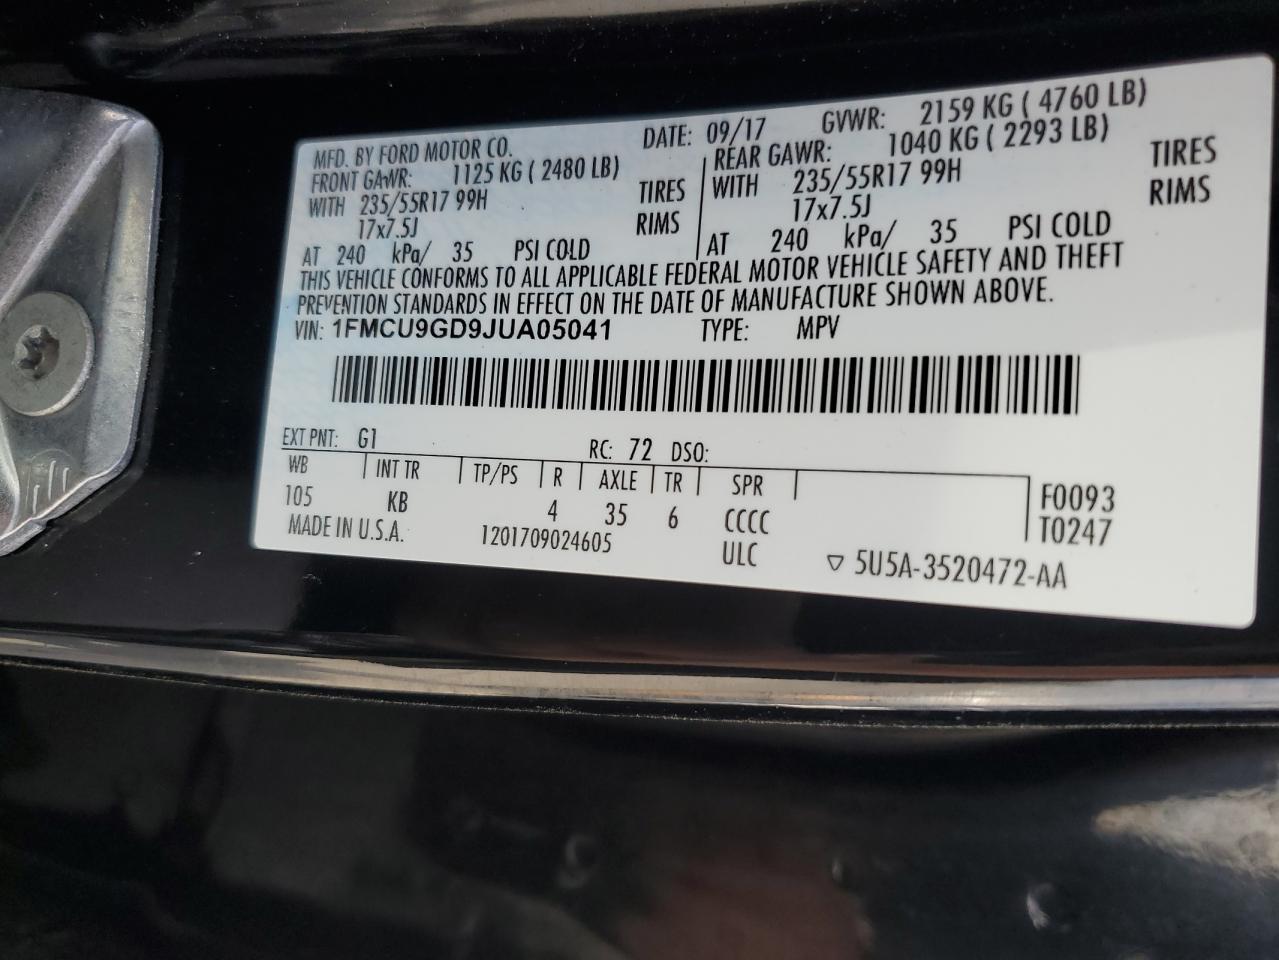 MFD. BY FORD MOTOR CO. DATE: 09/17 GVWR: 2159 KG ( 4760 LB)
FRONT GAWR: 1125 KG ( 2480 LB) REAR GAWR: 1040 KG ( 2293 LB)
WITH 235/55R17 99H TIRES WITH 235/55R17 99H TIRES
17x7.5J RIMS 17x7.5J RIMS
AT 240 kPa/ 35 PSI COLD AT 240 kPa/ 35 PSI COLD
THIS VEHICLE CONFORMS TO ALL APPLICABLE FEDERAL MOTOR VEHICLE SAFETY AND THEFT
PREVENTION STANDARDS IN EFFECT ON THE DATE OF MANUFACTURE SHOWN ABOVE.
VIN: 1FMCU9GD9JUA05041 TYPE: MPV
EXT PNT: G1 RC: 72 DSO:
WB INT TR TP/PS R AXLE TR SPR F0093
105 KB 4 35 6 CCCC T0247
MADE IN U.S.A. 1201709024605 ULC ▽ 5U5A-3520472-AA